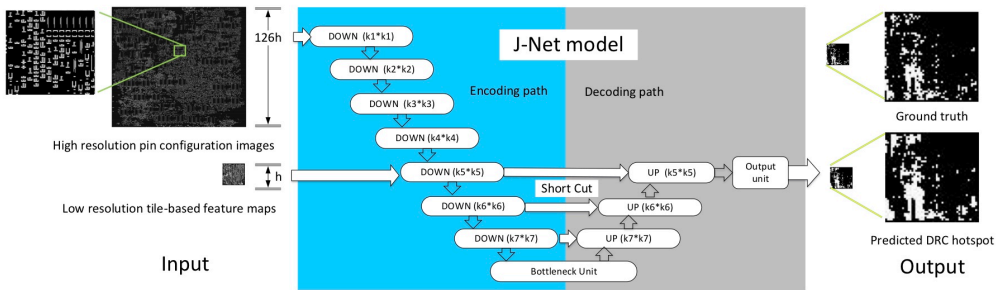 126h
High resolution pin configuration images
h
Low resolution tile-based feature maps
Input
J-Net model
DOWN (k1*k1)
DOWN (k2*k2)
DOWN (k3*k3)
DOWN (k4*k4)
DOWN (k5*k5)
DOWN (k6*k6)
DOWN (k7*k7)
Bottleneck Unit
Encoding path
Decoding path
Short Cut
UP (k5*k5)
UP (k6*k6)
UP (k7*k7)
Output
unit
Ground truth
Predicted DRC hotspot
Output